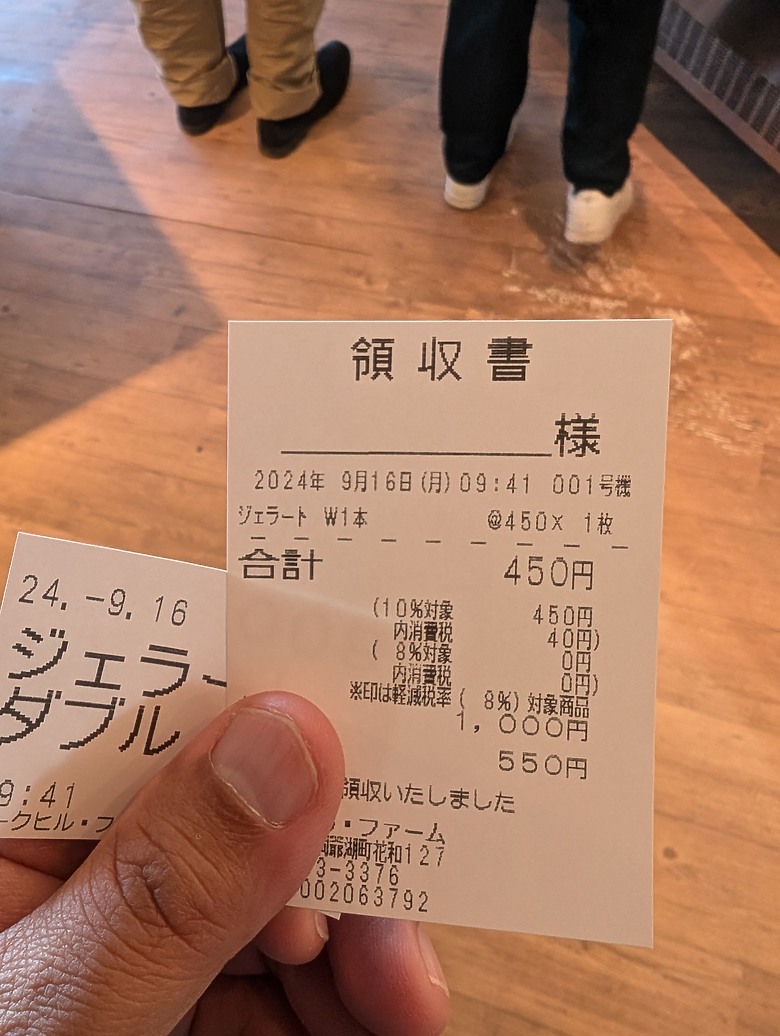 領収書
様
2024年 9月16日(月)09:41 001号機
ジェラート W1本 @450× 1枚
合計 450円
(10%対象 450円
内消費税 40円)
( 8%対象 0円
内消費税 0円)
※印は軽減税率( 8%)対象商品
1,000円
550円
領収いたしました
・ファーム
爺湖町花和127
3-3376
002063792
24.-9.16
ジェラー
ダブル
9:41
ークヒル・フ